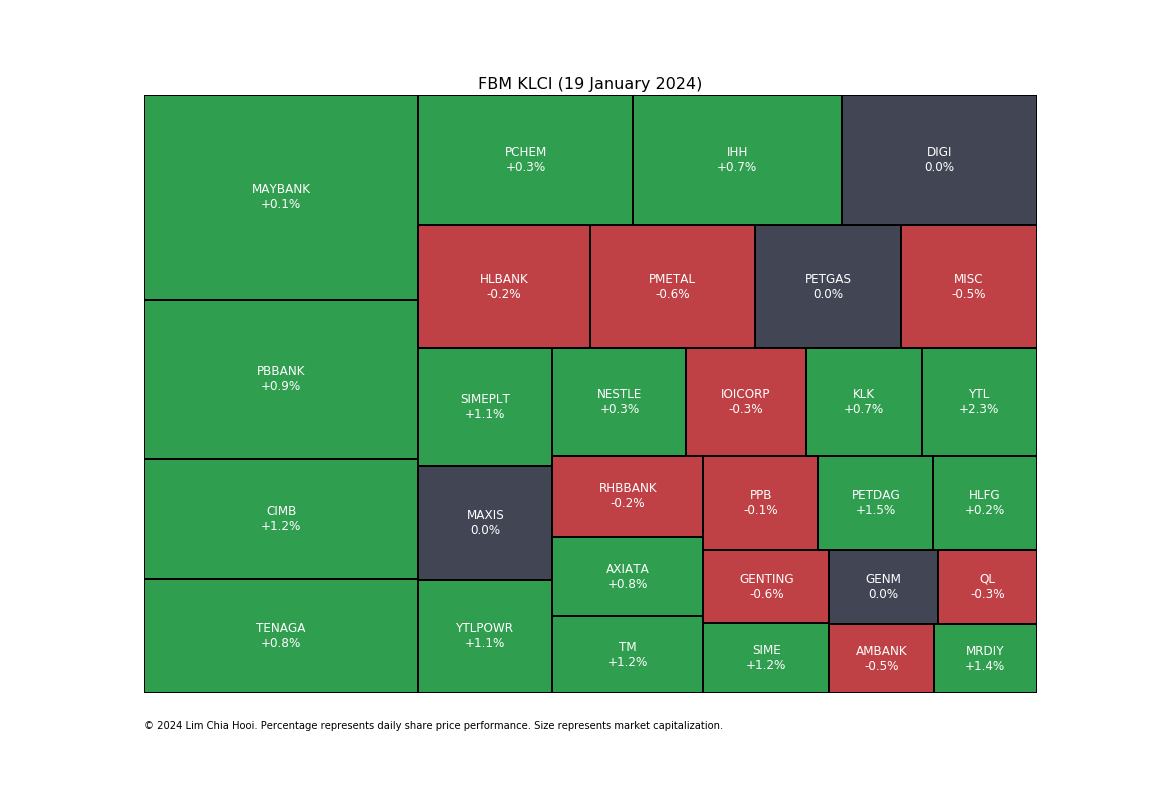 FBM KLCI (19 January 2024)
MAYBANK
+0.1%
PBBANK
+0.9%
CIMB
+1.2%
TENAGA
+0.8%
PCHEM
+0.3%
IHH
+0.7%
DIGI
0.0%
HLBANK
-0.2%
PMETAL
-0.6%
PETGAS
0.0%
MISC
-0.5%
SIMEPLT
+1.1%
MAXIS
0.0%
YTLPOWR
+1.1%
NESTLE
+0.3%
IOICORP
-0.3%
KLK
+0.7%
YTL
+2.3%
RHBBANK
-0.2%
AXIATA
+0.8%
TM
+1.2%
PPB
-0.1%
PETDAG
+1.5%
HLFG
+0.2%
GENTING
-0.6%
SIME
+1.2%
GENM
0.0%
QL
-0.3%
AMBANK
-0.5%
MRDIY
+1.4%
© 2024 Lim Chia Hooi. Percentage represents daily share price performance. Size represents market capitalization.